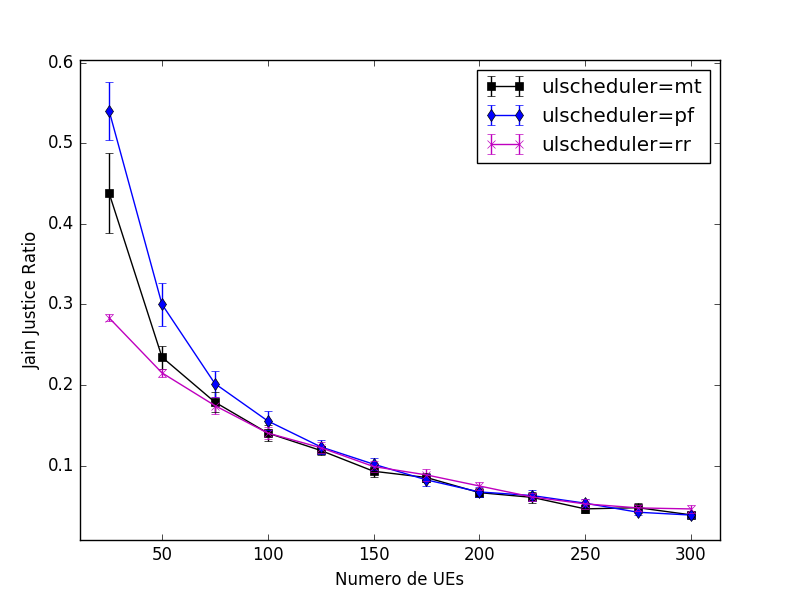 0.6
0.5
0.4
0.3
0.2
0.1
Jain Justice Ratio
ulscheduler=mt
ulscheduler=pf
ulscheduler=rr
50 100 150 200 250 300
Numero de UEs